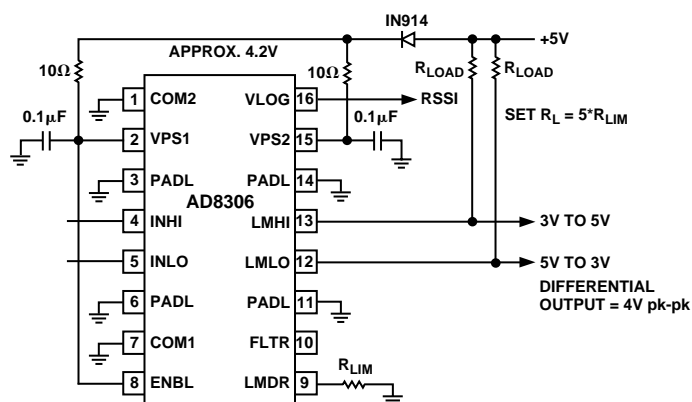 IN914
APPROX. 4.2V
+5V
10Ω
10Ω
RLOAD
RLOAD
1 COM2
VLOG 16
RSSI
SET RL = 5*RLIM
0.1μF
0.1μF
2 VPS1
VPS2 15
3 PADL
PADL 14
AD8306
4 INHI
LMHI 13
3V TO 5V
5 INLO
LMLO 12
5V TO 3V
DIFFERENTIAL
OUTPUT = 4V pk-pk
6 PADL
PADL 11
7 COM1
FLTR 10
RLIM
8 ENBL
LMDR 9